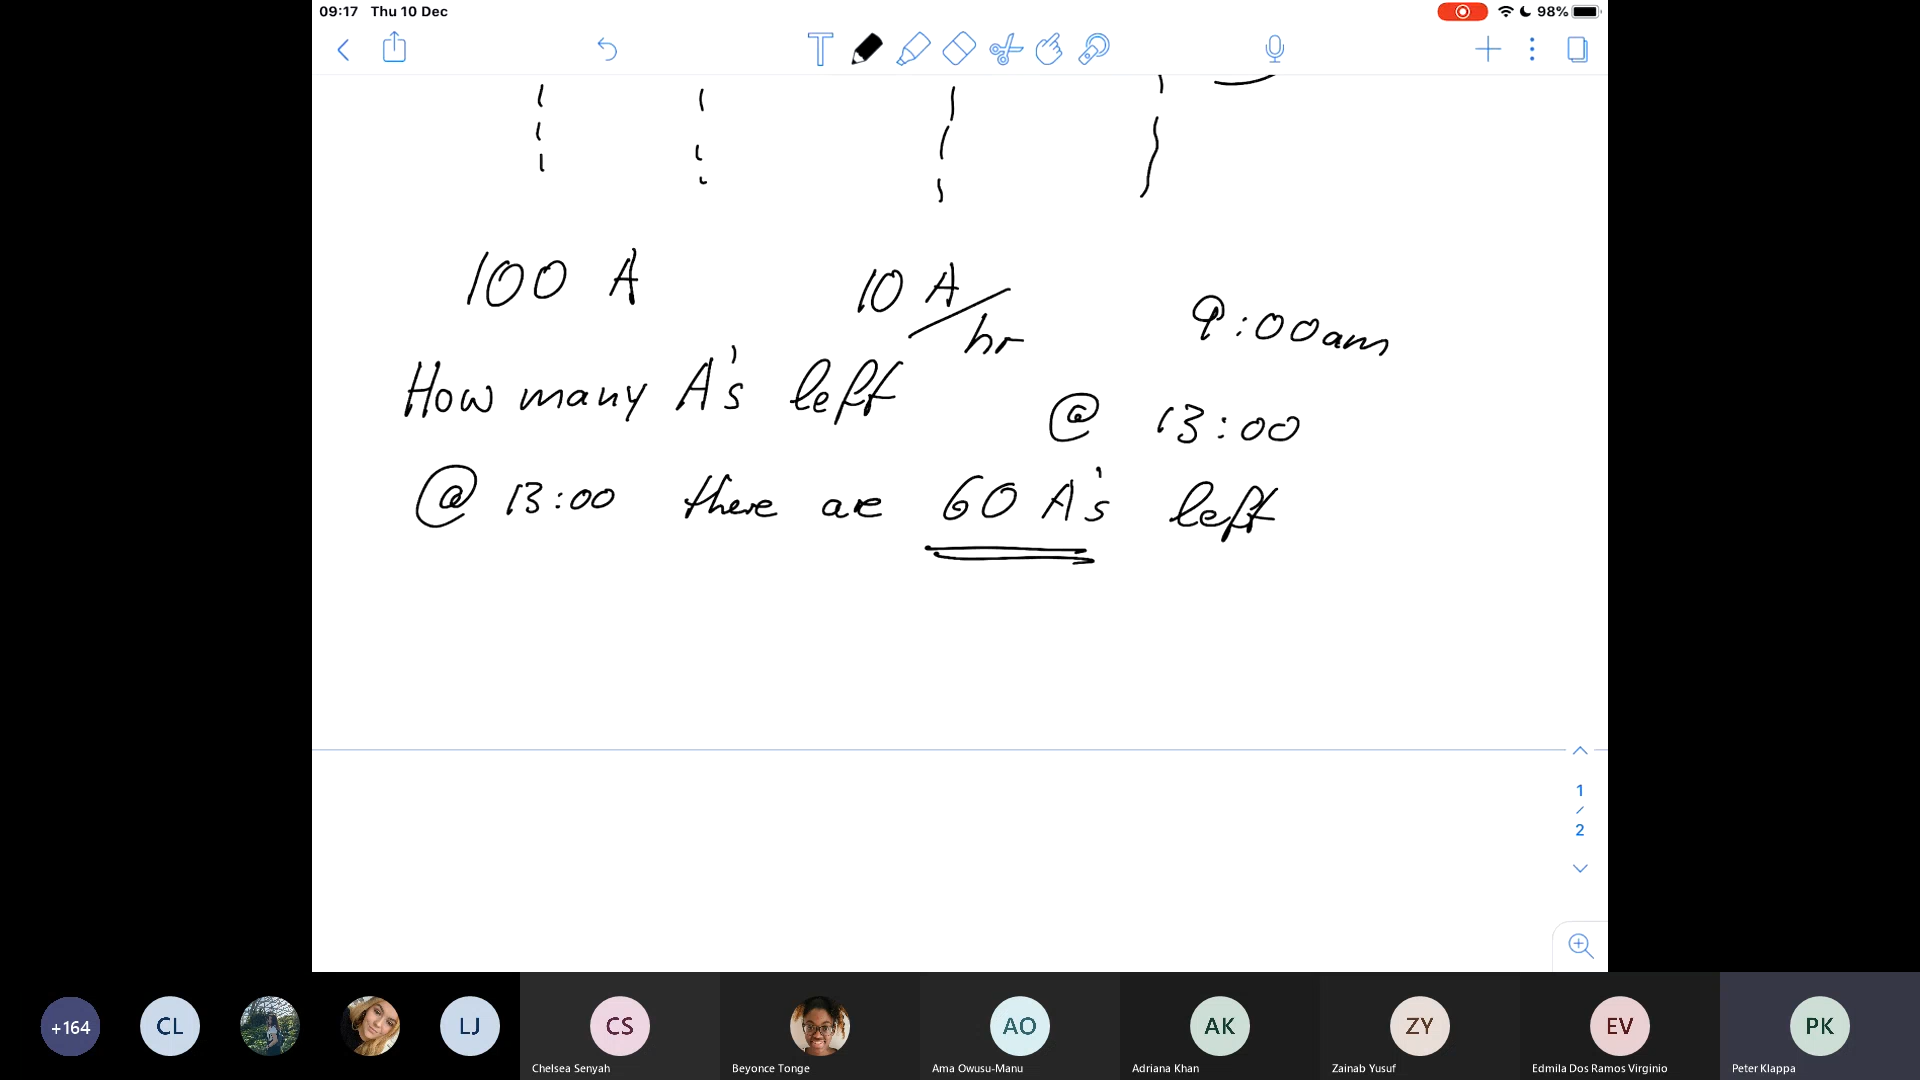 09:17 Thu 10 Dec 98%
100 A 10 A/hr 9:00am
How many A's left @ 13:00
@ 13:00 there are 60 A's left
1
/
2
+164 CL LJ CS AO AK ZY EV PK
Chelsea Senyah Beyonce Tonge Ama Owusu-Manu Adriana Khan Zainab Yusuf Edmila Dos Ramos Virginio Peter Klappa